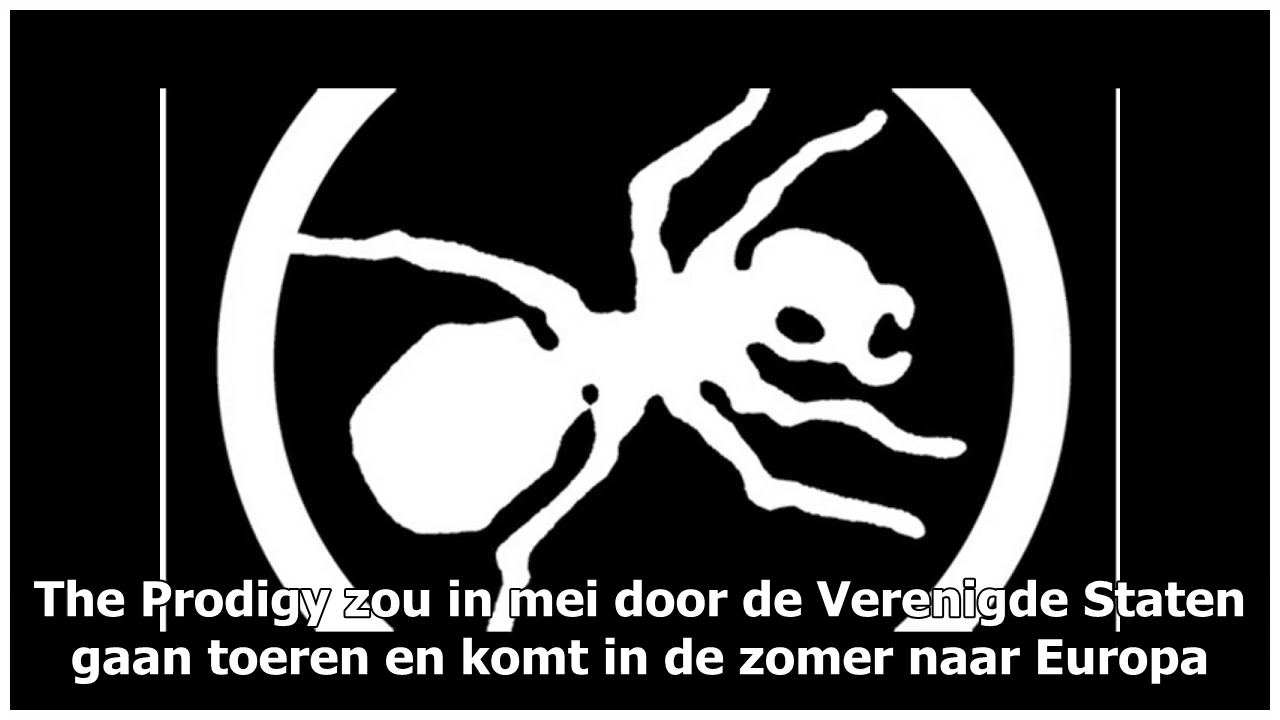 The Prodigy zou in mei door de Verenigde Staten
gaan toeren en komt in de zomer naar Europa